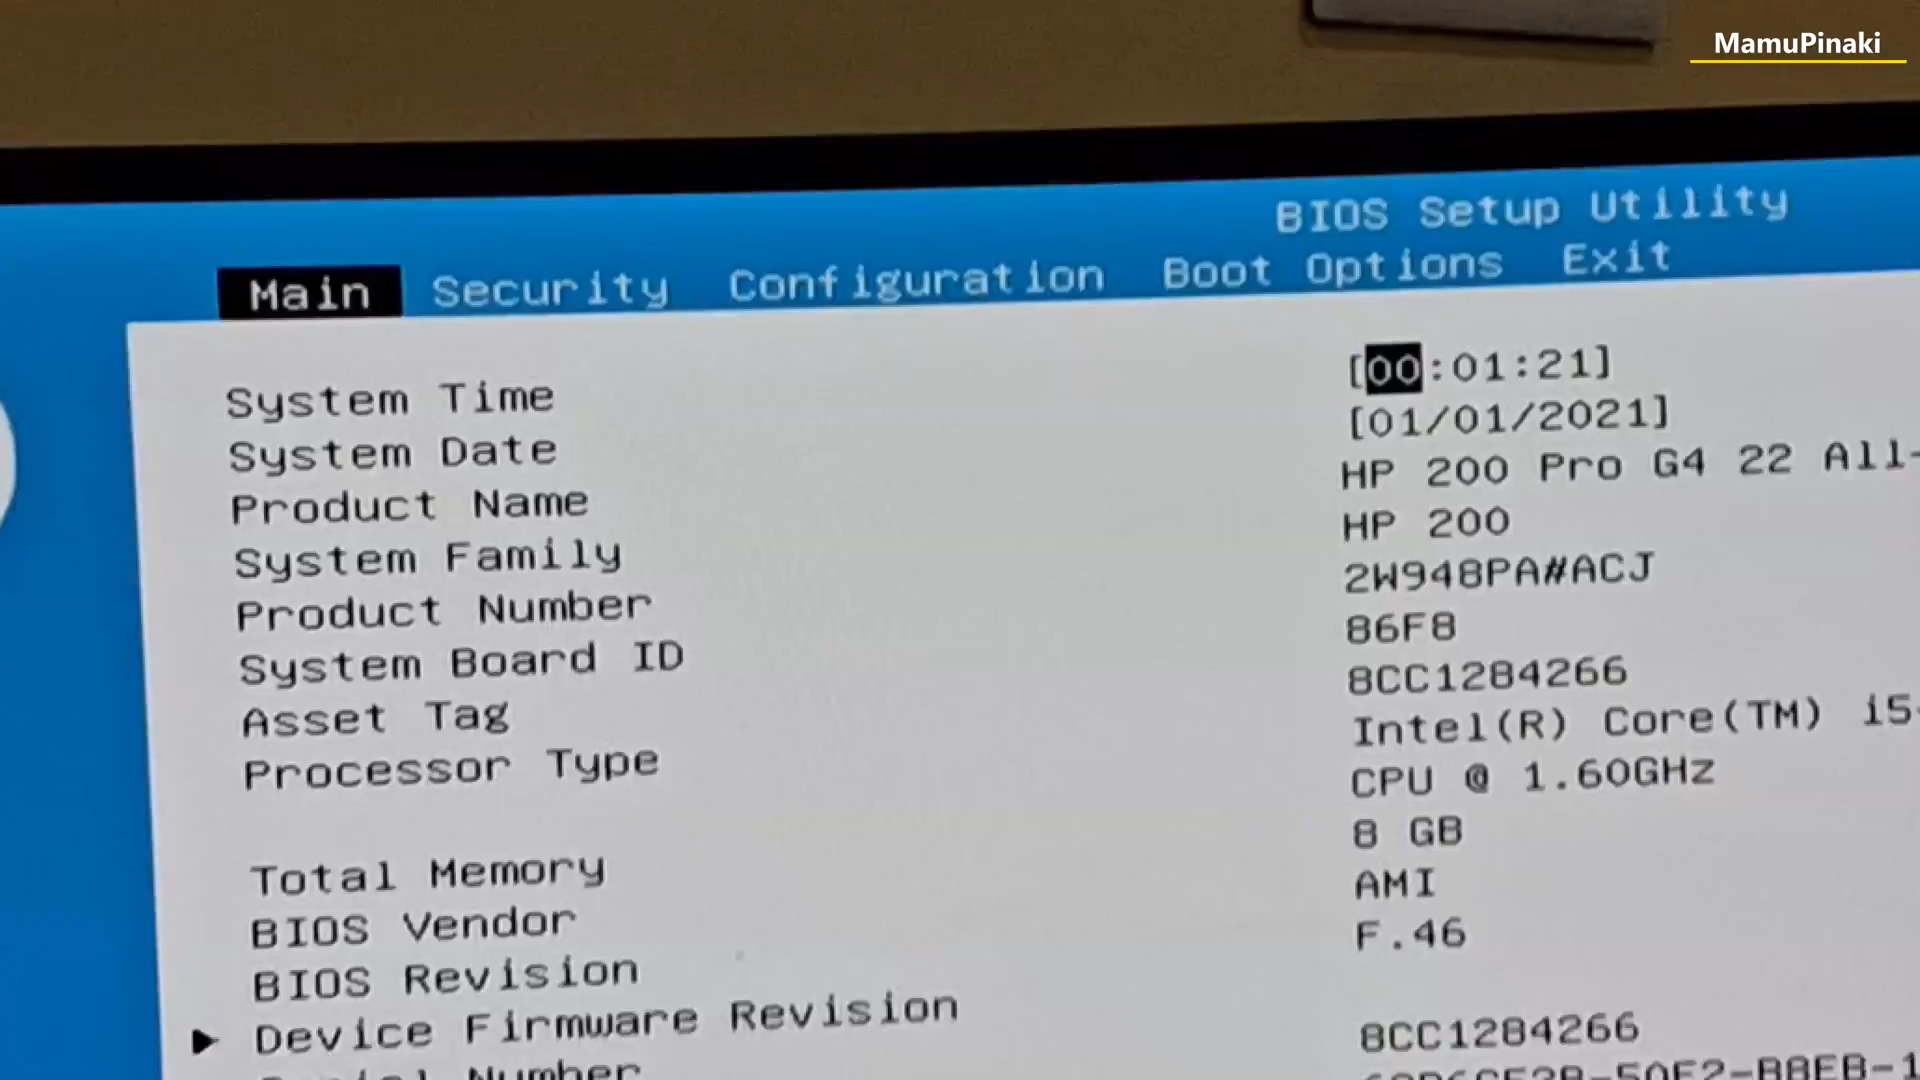 MamuPinaki
BIOS Setup Utility
Main Security Configuration Boot Options Exit
System Time [00:01:21]
System Date [01/01/2021]
Product Name HP 200 Pro G4 22 All-
System Family HP 200
Product Number 2W948PA#ACJ
System Board ID 86F8
Asset Tag 8CC1284266
Processor Type Intel(R) Core(TM) i5-
CPU @ 1.60GHz
Total Memory 8 GB
BIOS Vendor AMI
BIOS Revision F.46
Device Firmware Revision
Serial Number 8CC1284266